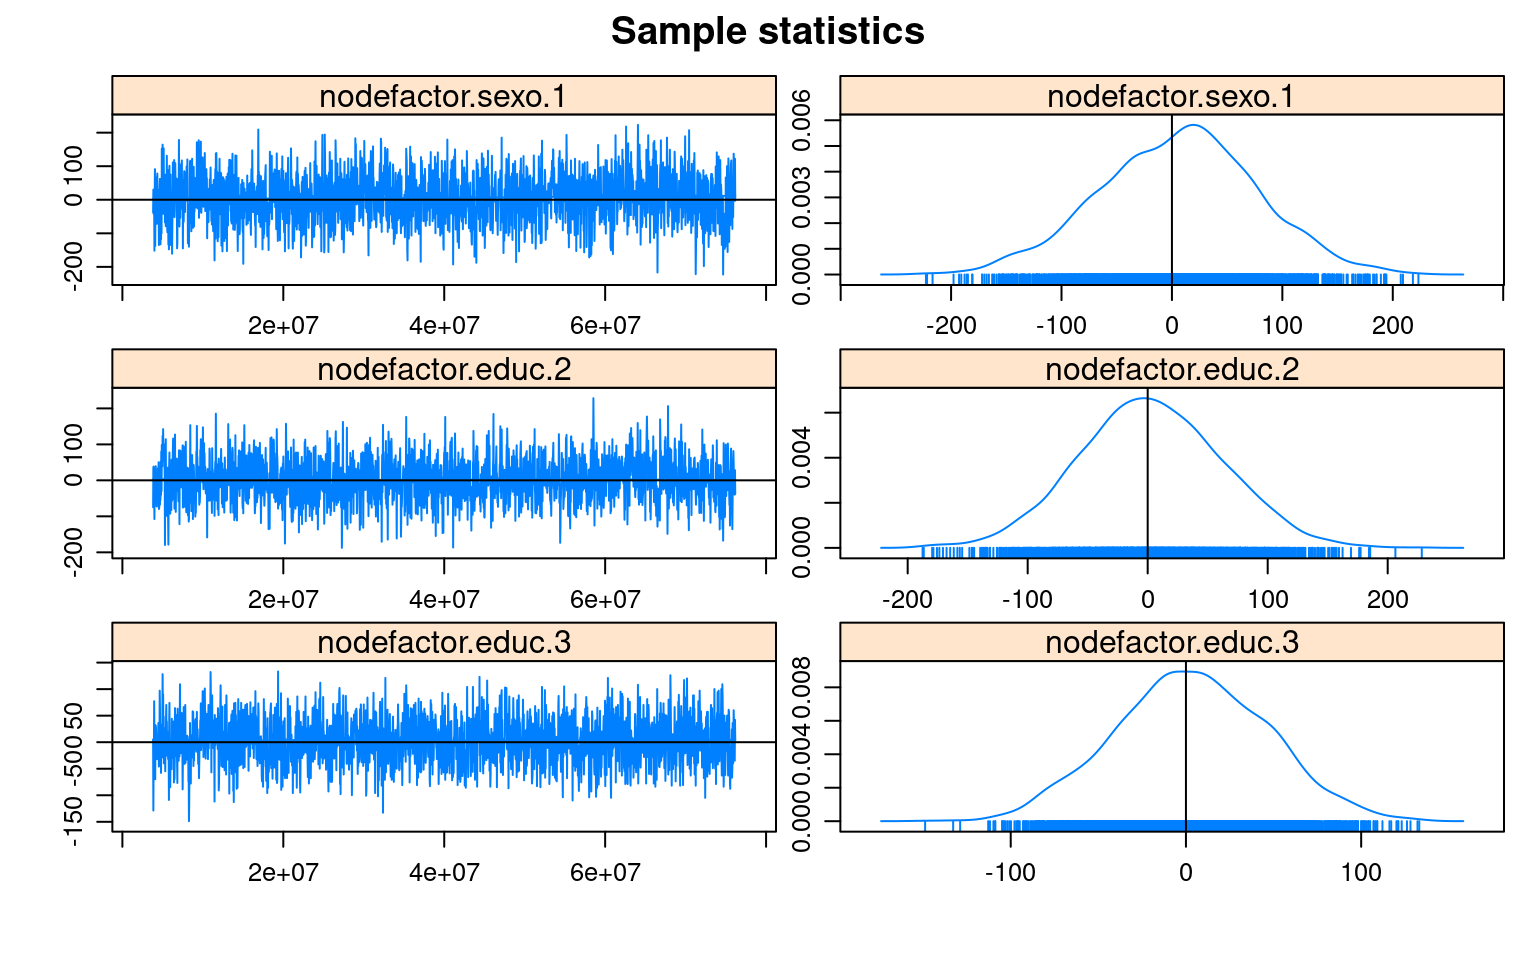 Sample statistics
nodefactor.sexo.1
nodefactor.sexo.1
-200 0 100
2e+07 4e+07 6e+07
0.000 0.003 0.006
-200 -100 0 100 200
nodefactor.educ.2
nodefactor.educ.2
-200 0 100
2e+07 4e+07 6e+07
0.000 0.004
-200 -100 0 100 200
nodefactor.educ.3
nodefactor.educ.3
-150 -50 0 50
2e+07 4e+07 6e+07
0.000 0.004 0.008
-100 0 100